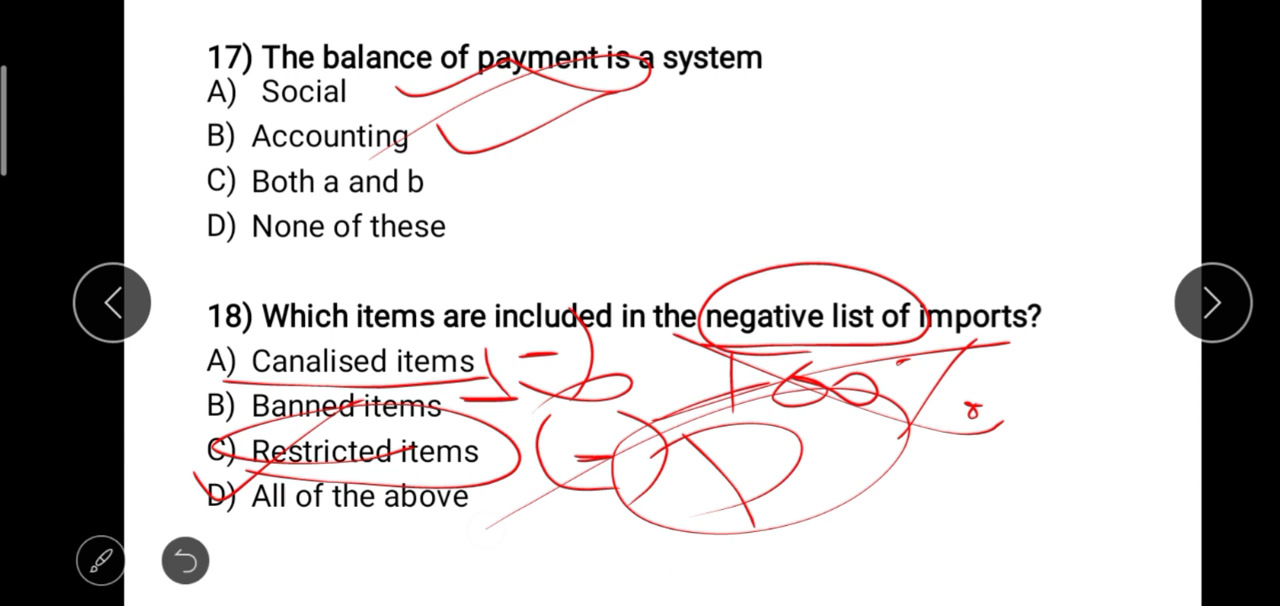 17) The balance of payment is a system
A) Social
B) Accounting
C) Both a and b
D) None of these
18) Which items are included in the negative list of imports?
A) Canalised items
B) Banned items
C) Restricted items
D) All of the above